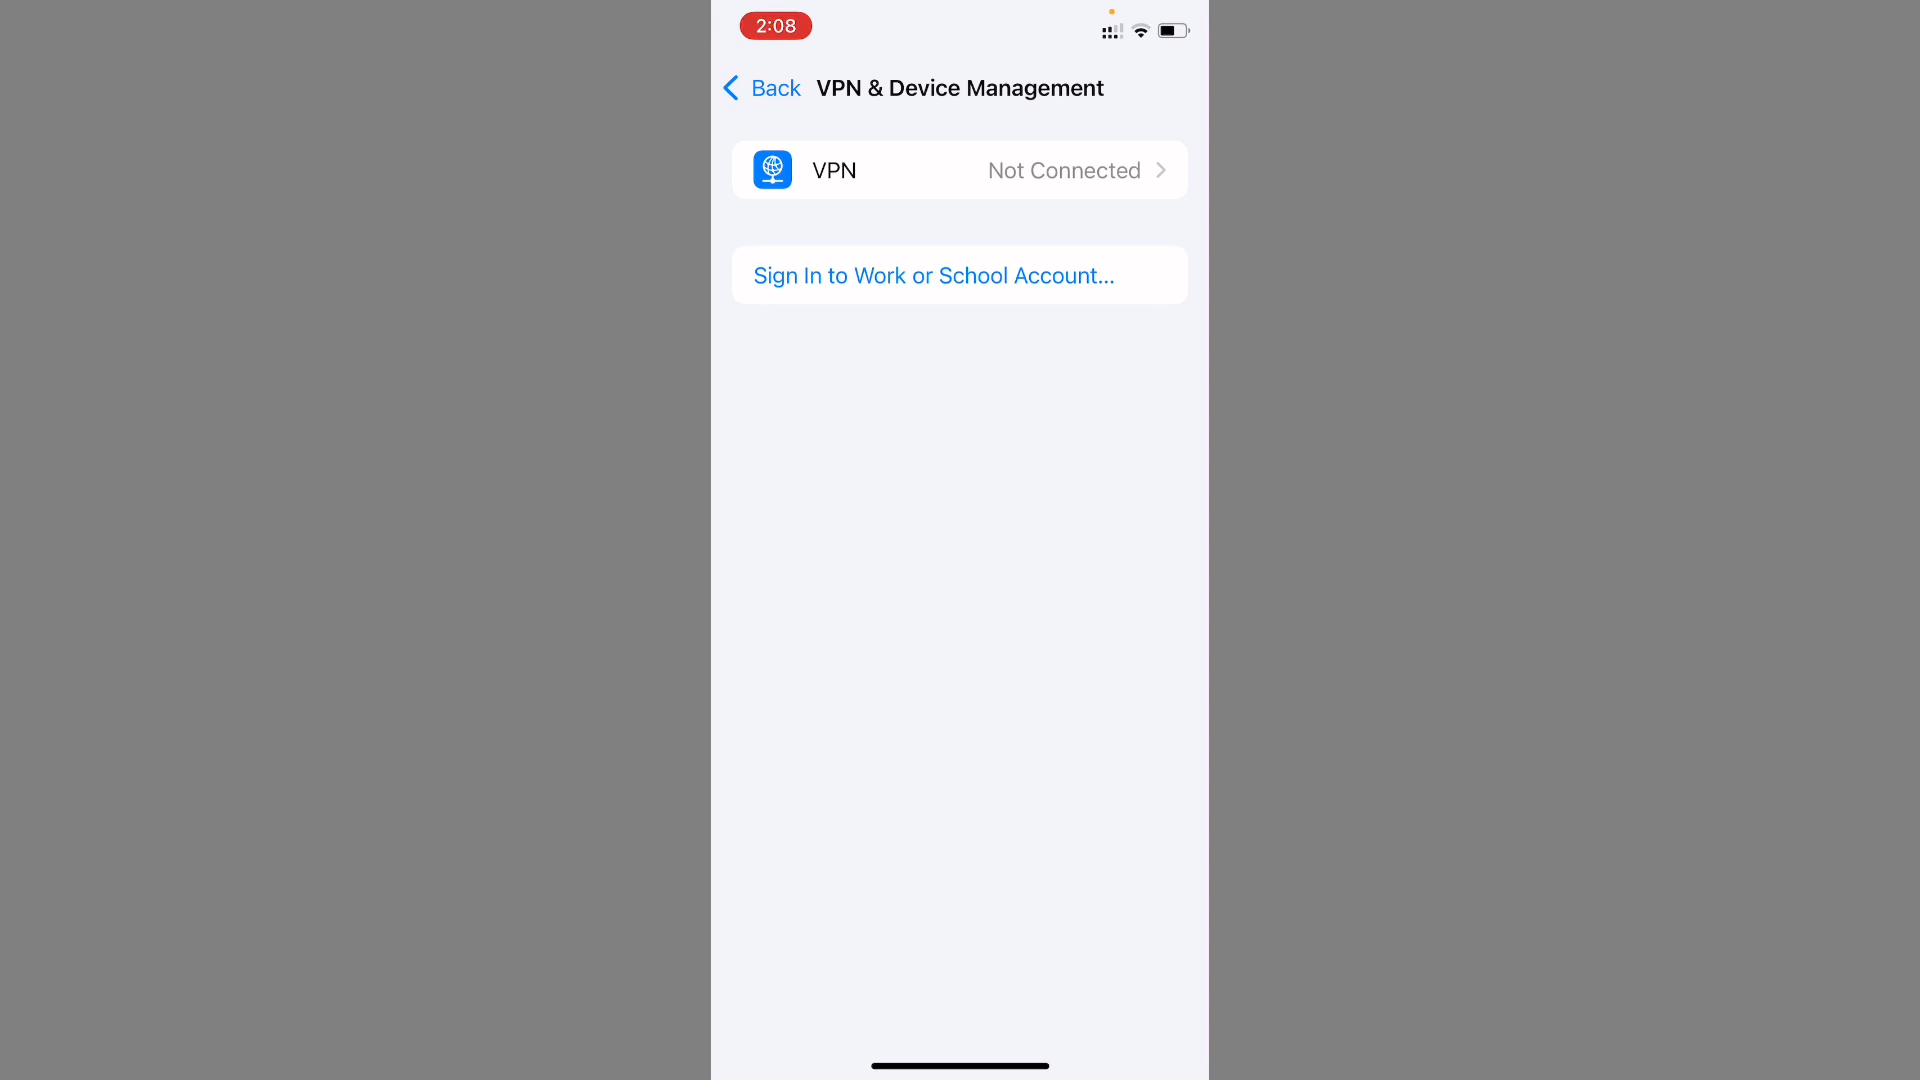 2:08
Back VPN & Device Management
VPN Not Connected
Sign In to Work or School Account...